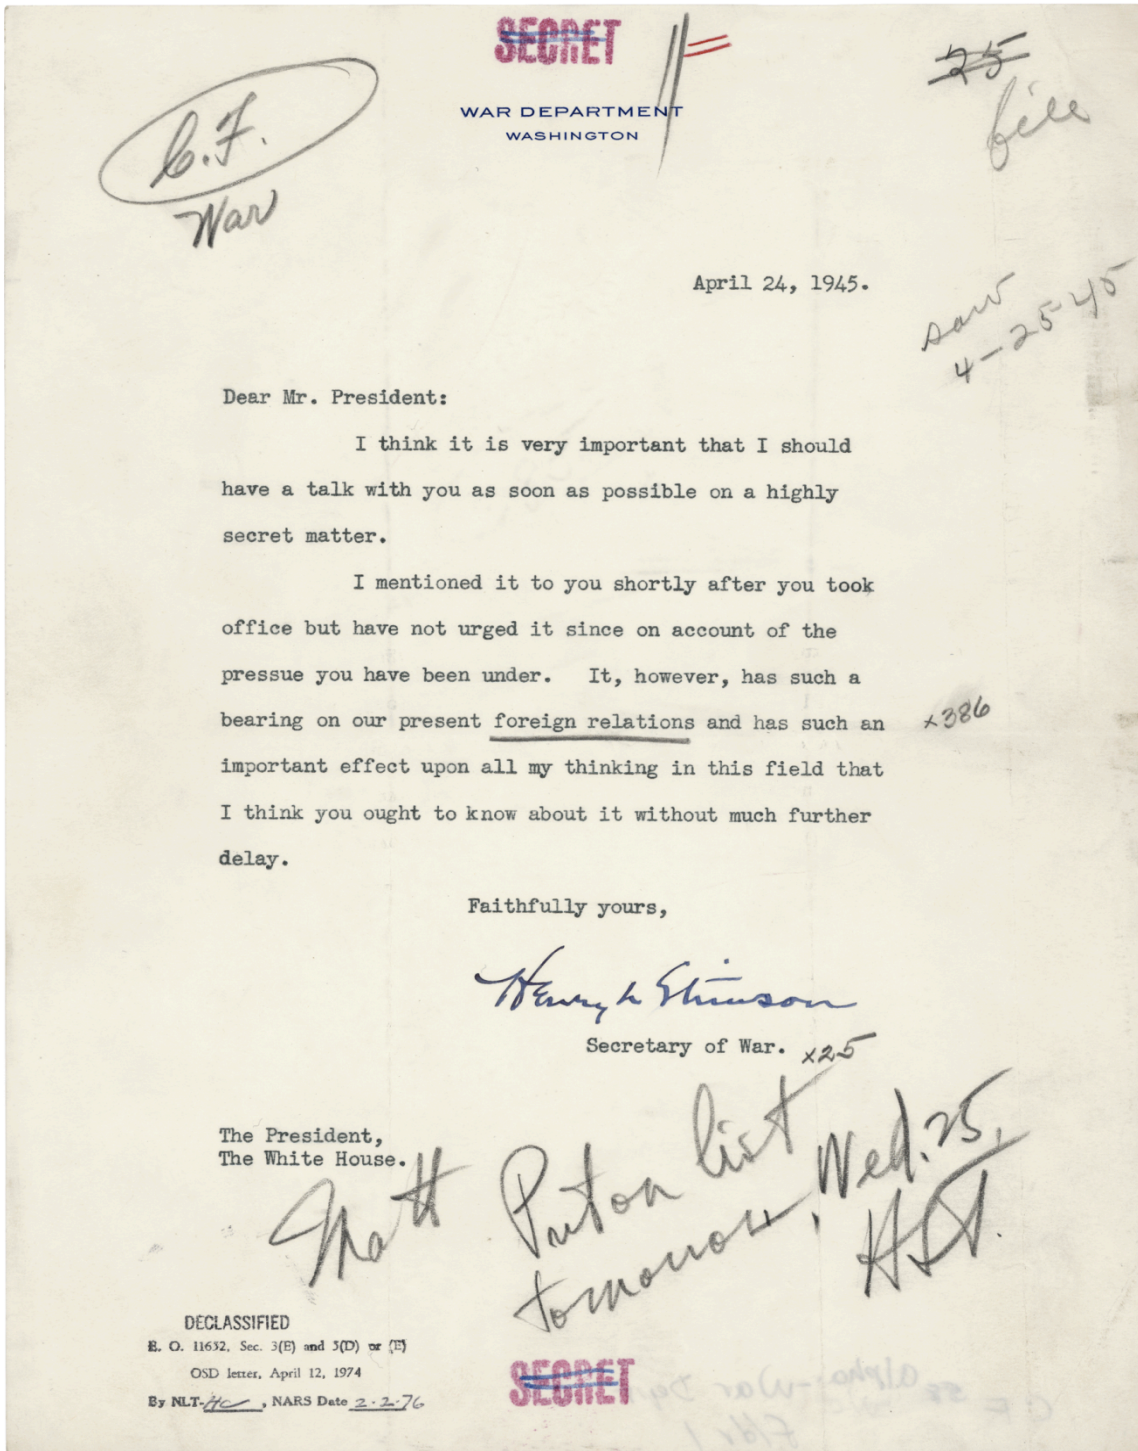 SECRET
WAR DEPARTMENT
WASHINGTON
25
file
C.F.
War
April 24, 1945.
saw
4-25-45
Dear Mr. President:
I think it is very important that I should
have a talk with you as soon as possible on a highly
secret matter.
I mentioned it to you shortly after you took
office but have not urged it since on account of the
pressue you have been under. It, however, has such a
bearing on our present foreign relations and has such an
x386
important effect upon all my thinking in this field that
I think you ought to know about it without much further
delay.
Faithfully yours,
Henry L Stimson
Secretary of War.
x25
The President,
The White House.
Matt Put on list
tomorrow, Wed. 25,
HST.
DECLASSIFIED
E. O. 11652, Sec. 3(E) and 5(D) or (E)
OSD letter, April 12, 1974
By NLT-HC, NARS Date 2-2-76
SECRET